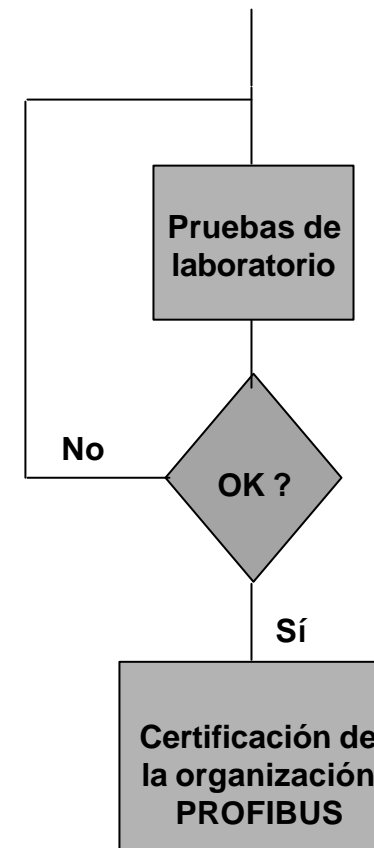 Pruebas de
laboratorio
No
OK ?
Sí
Certificación de
la organización
PROFIBUS